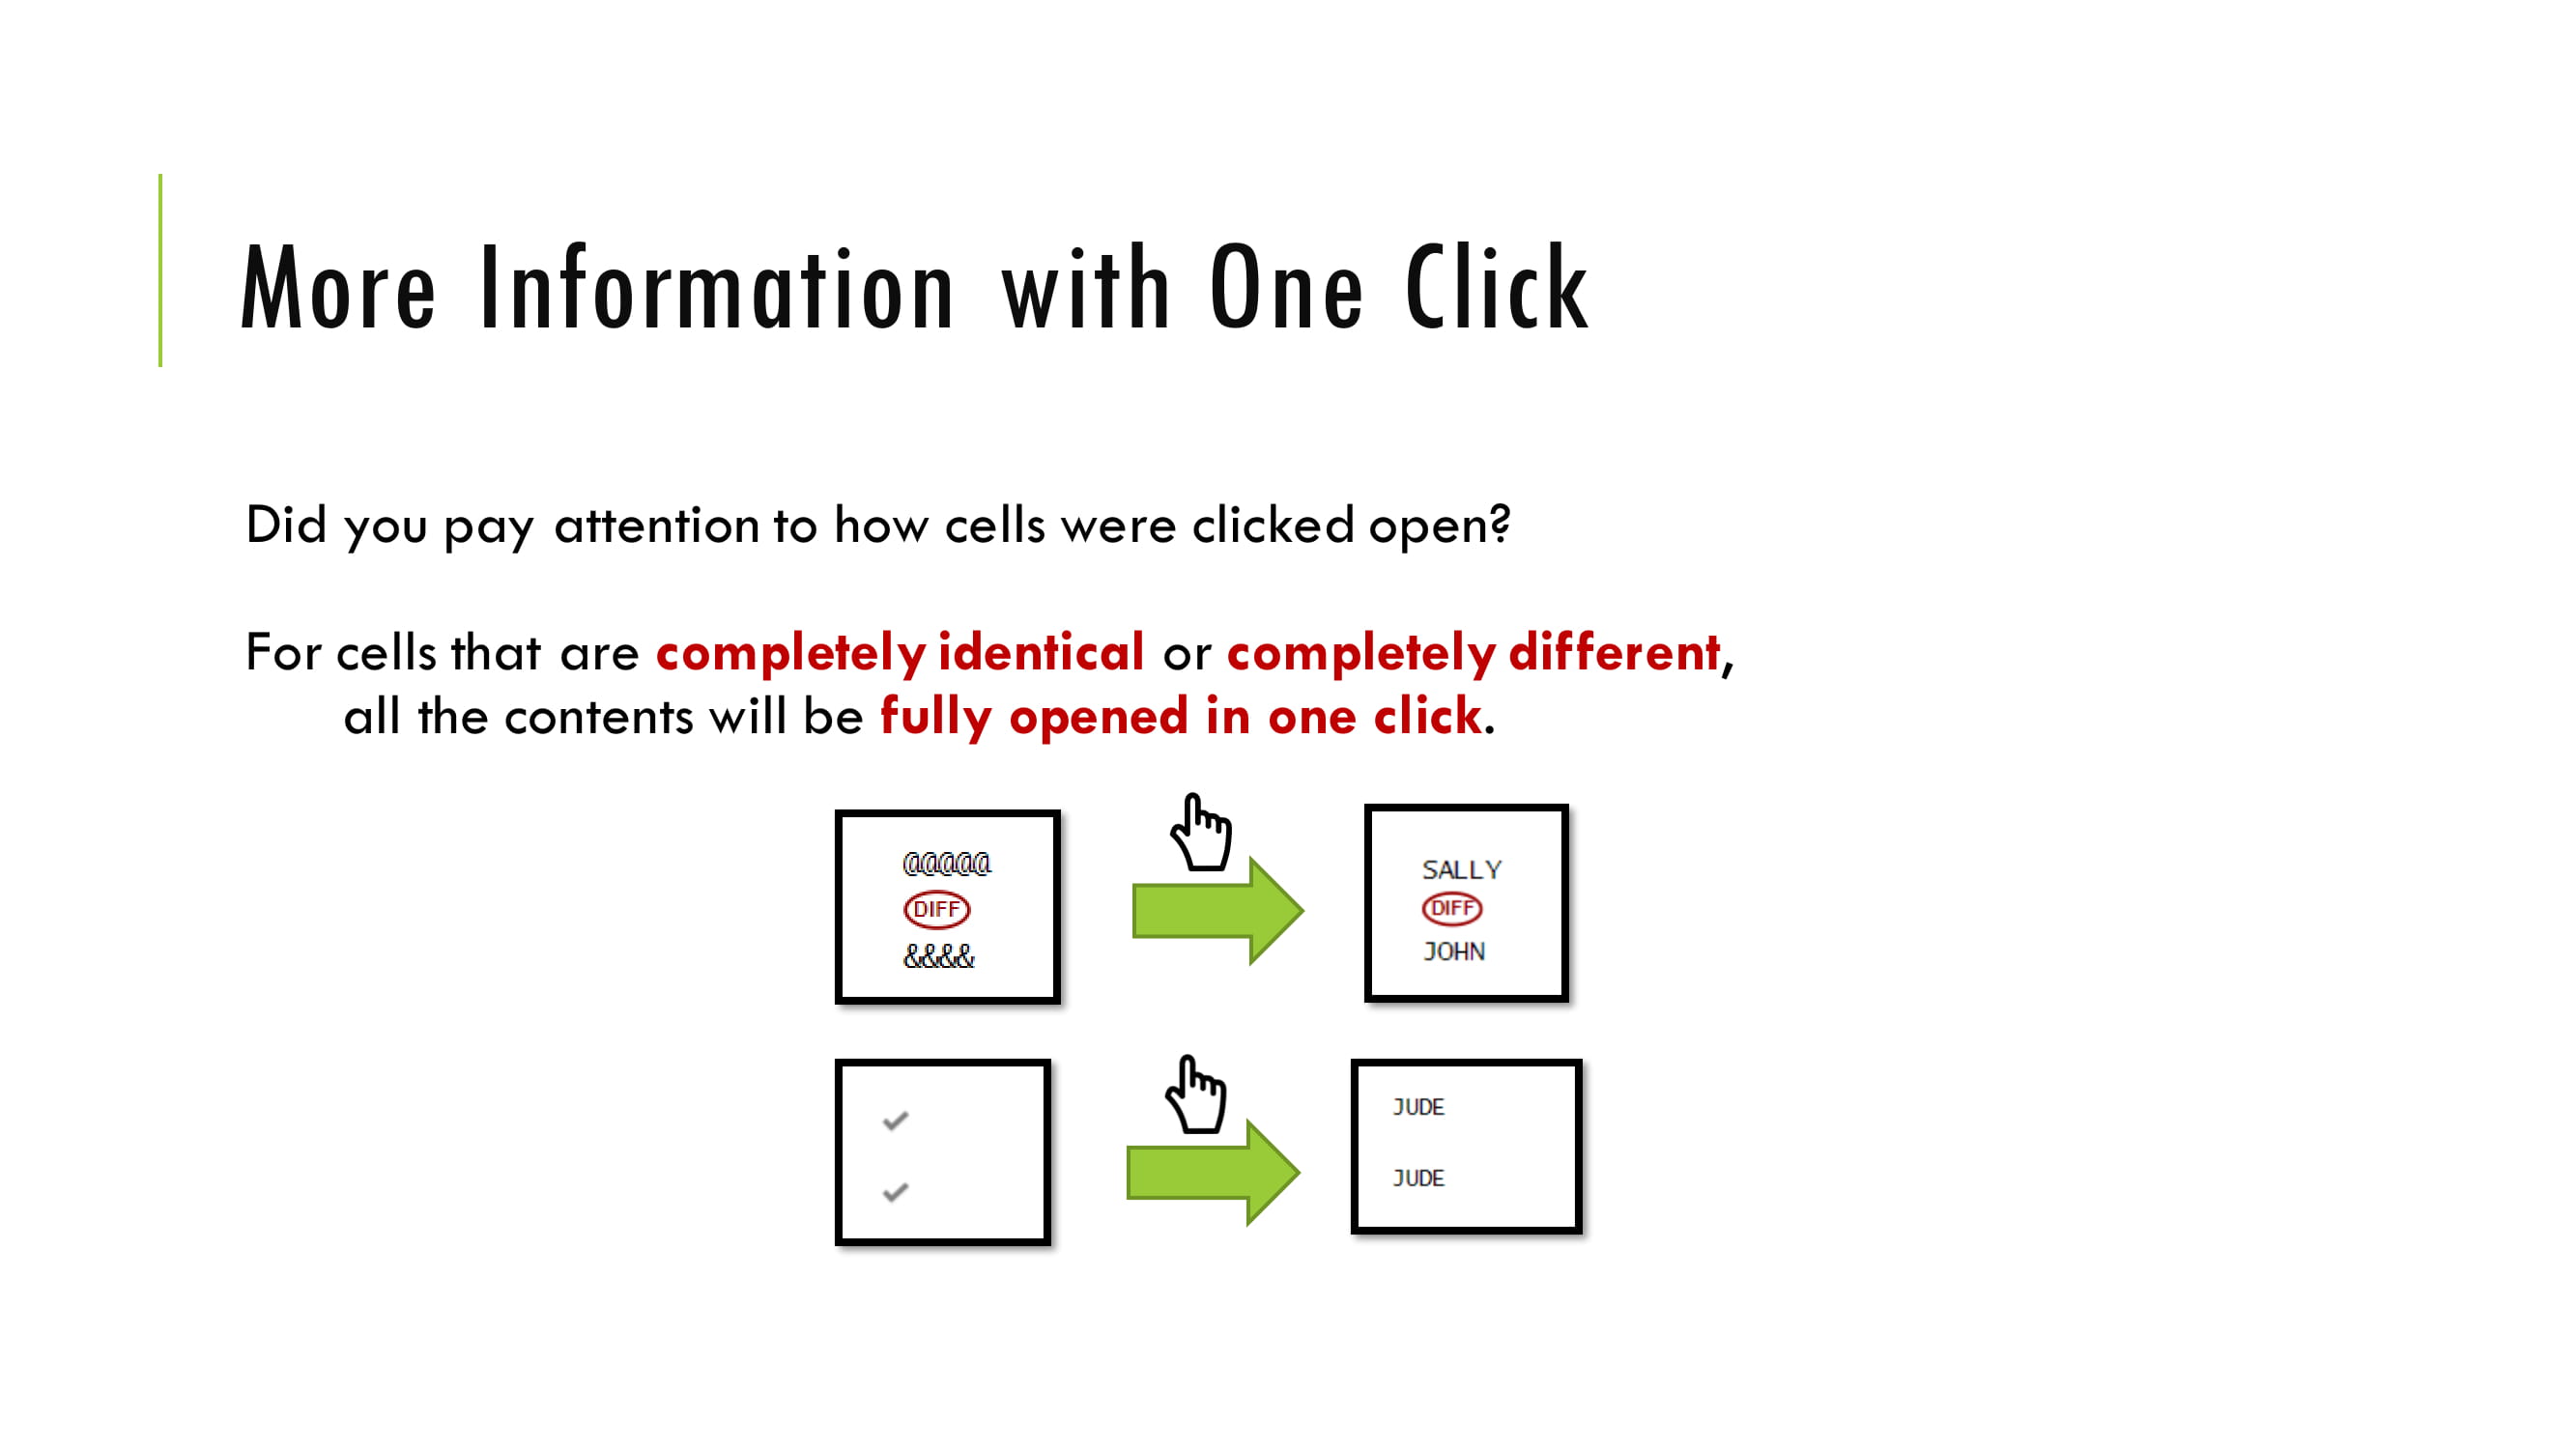 More Information with One Click
Did you pay attention to how cells were clicked open?
For cells that are completely identical or completely different,
all the contents will be fully opened in one click.
@@@@@
DIFF
&&&&
SALLY
DIFF
JOHN
JUDE
JUDE